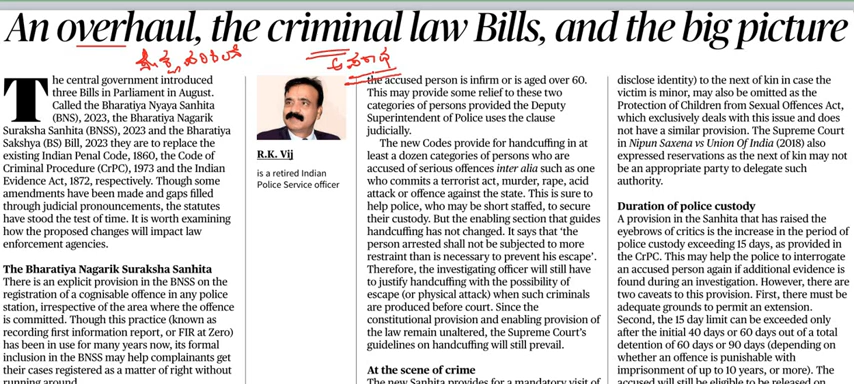 An overhaul, the criminal law Bills, and the big picture
ಅಪರಾಧ
The central government introduced
three Bills in Parliament in August.
Called the Bharatiya Nyaya Sanhita
(BNS), 2023, the Bharatiya Nagarik
Suraksha Sanhita (BNSS), 2023 and the Bharatiya
Sakshya (BS) Bill, 2023 they are to replace the
existing Indian Penal Code, 1860, the Code of
Criminal Procedure (CrPC), 1973 and the Indian
Evidence Act, 1872, respectively. Though some
amendments have been made and gaps filled
through judicial pronouncements, the statutes
have stood the test of time. It is worth examining
how the proposed changes will impact law
enforcement agencies.
The Bharatiya Nagarik Suraksha Sanhita
There is an explicit provision in the BNSS on the
registration of a cognisable offence in any police
station, irrespective of the area where the offence
is committed. Though this practice (known as
recording first information report, or FIR at Zero)
has been in use for many years now, its formal
inclusion in the BNSS may help complainants get
their cases registered as a matter of right without
running around.
R.K. Vij
is a retired Indian
Police Service officer
the accused person is infirm or is aged over 60.
This may provide some relief to these two
categories of persons provided the Deputy
Superintendent of Police uses the clause
judicially.
The new Codes provide for handcuffing in at
least a dozen categories of persons who are
accused of serious offences inter alia such as one
who commits a terrorist act, murder, rape, acid
attack or offence against the state. This is sure to
help police, who may be short staffed, to secure
their custody. But the enabling section that guides
handcuffing has not changed. It says that ‘the
person arrested shall not be subjected to more
restraint than is necessary to prevent his escape’.
Therefore, the investigating officer will still have
to justify handcuffing with the possibility of
escape (or physical attack) when such criminals
are produced before court. Since the
constitutional provision and enabling provision of
the law remain unaltered, the Supreme Court’s
guidelines on handcuffing will still prevail.
At the scene of crime
The new Sanhita provides for a mandatory visit of
disclose identity) to the next of kin in case the
victim is minor, may also be omitted as the
Protection of Children from Sexual Offences Act,
which exclusively deals with this issue and does
not have a similar provision. The Supreme Court
in Nipun Saxena vs Union Of India (2018) also
expressed reservations as the next of kin may not
be an appropriate party to delegate such
authority.
Duration of police custody
A provision in the Sanhita that has raised the
eyebrows of critics is the increase in the period of
police custody exceeding 15 days, as provided in
the CrPC. This may help the police to interrogate
an accused person again if additional evidence is
found during an investigation. However, there are
two caveats to this provision. First, there must be
adequate grounds to permit an extension.
Second, the 15 day limit can be exceeded only
after the initial 40 days or 60 days out of a total
detention of 60 days or 90 days (depending on
whether an offence is punishable with
imprisonment of up to 10 years, or more). The
accused will still be eligible to be released on